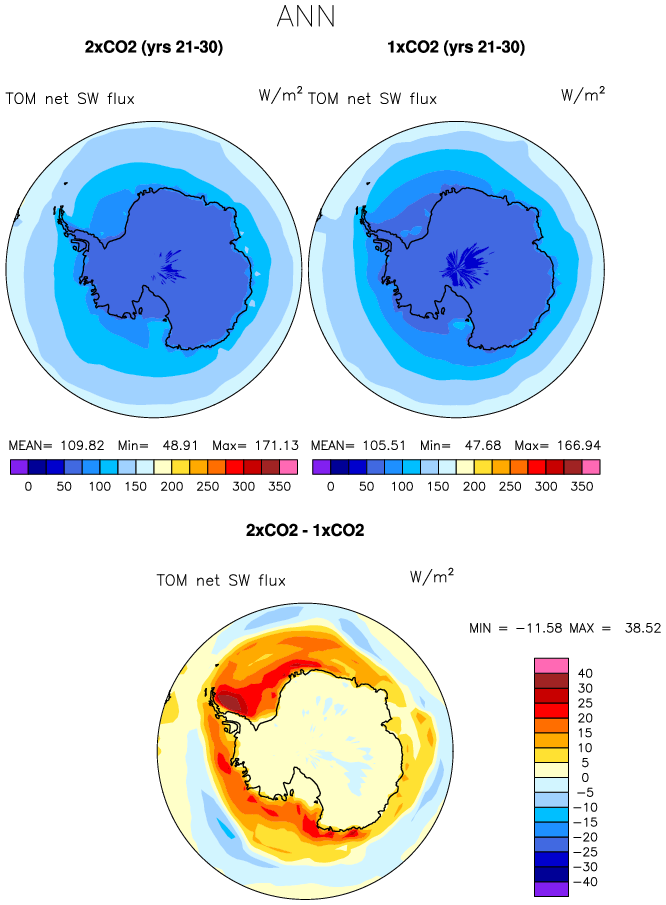 ANN
2xCO2 (yrs 21-30) 1xCO2 (yrs 21-30)
TOM net SW flux W/m² TOM net SW flux W/m²
MEAN= 109.82 Min= 48.91 Max= 171.13 MEAN= 105.51 Min= 47.68 Max= 166.94
0 50 100 150 200 250 300 350 0 50 100 150 200 250 300 350
2xCO2 - 1xCO2
TOM net SW flux W/m²
MIN = -11.58 MAX = 38.52
40
30
25
20
15
10
5
0
-5
-10
-15
-20
-25
-30
-40